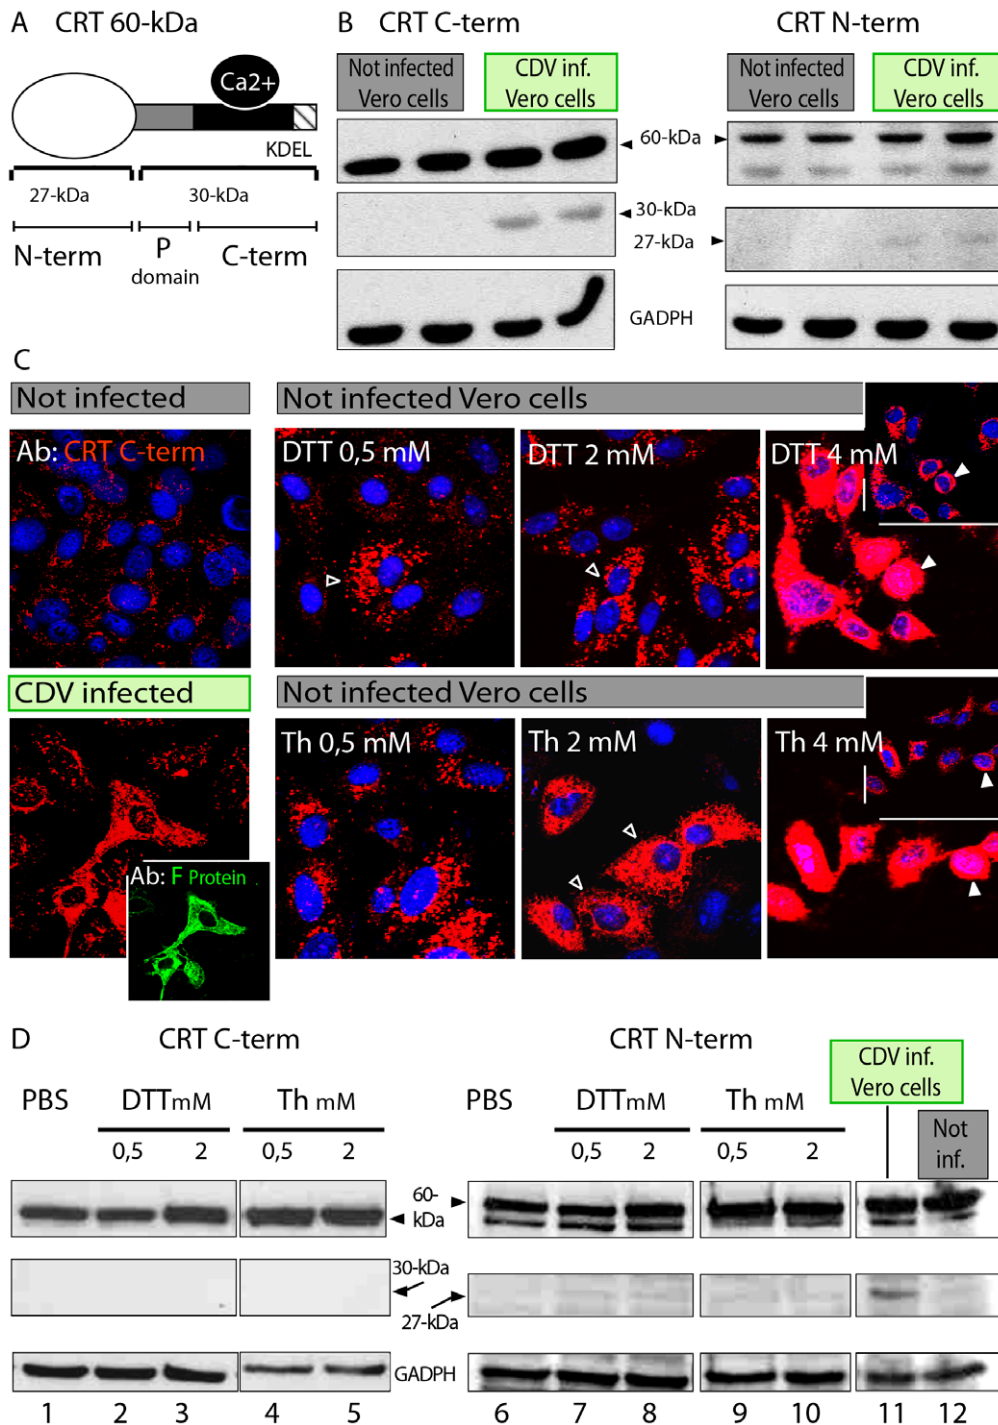 A CRT 60-kDa
Ca2+
KDEL
27-kDa 30-kDa
N-term P domain C-term
B CRT C-term CRT N-term
Not infected Vero cells
CDV inf. Vero cells
Not infected Vero cells
CDV inf. Vero cells
60-kDa
30-kDa
27-kDa
GADPH
C
Not infected Not infected Vero cells
Ab: CRT C-term
DTT 0,5 mM
DTT 2 mM
DTT 4 mM
CDV infected Not infected Vero cells
Th 0,5 mM
Th 2 mM
Th 4 mM
Ab: F Protein
D CRT C-term CRT N-term
CDV inf.
Vero cells
PBS DTTmM Th mM PBS DTTmM Th mM
Not
inf.
0,5 2 0,5 2 0,5 2 0,5 2
60-
kDa
30-kDa
27-kDa
GADPH
1 2 3 4 5 6 7 8 9 10 11 12